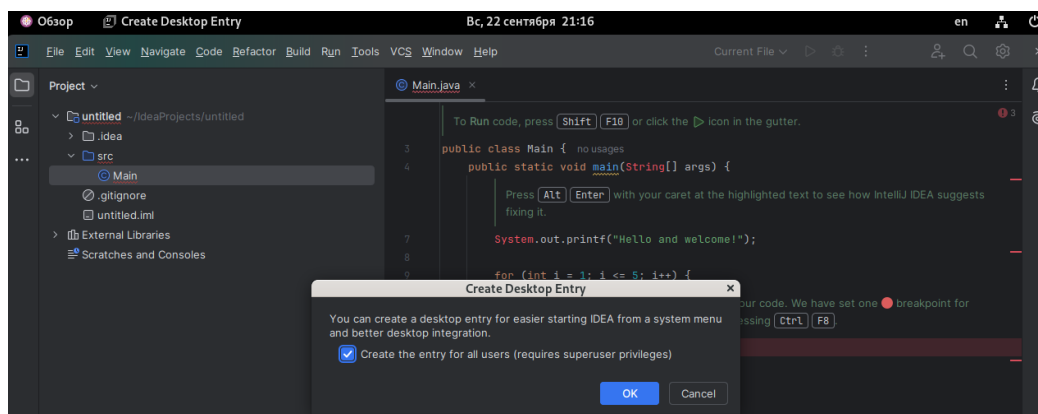 Обзор Create Desktop Entry Вс, 22 сентября 21:16 en
File Edit View Navigate Code Refactor Build Run Tools VCS Window Help Current File
Project
Main.java
untitled ~/IdeaProjects/untitled
.idea
src
Main
.gitignore
untitled.iml
External Libraries
Scratches and Consoles
To Run code, press Shift F10 or click the icon in the gutter.
3
3 public class Main { no usages
4 public static void main(String[] args) {
Press Alt Enter with your caret at the highlighted text to see how IntelliJ IDEA suggests
fixing it.
7 System.out.printf("Hello and welcome!");
8
9 for (int i = 1; i <= 5; i++) {
our code. We have set one breakpoint for
essing Ctrl F8.
Create Desktop Entry
You can create a desktop entry for easier starting IDEA from a system menu
and better desktop integration.
Create the entry for all users (requires superuser privileges)
OK Cancel